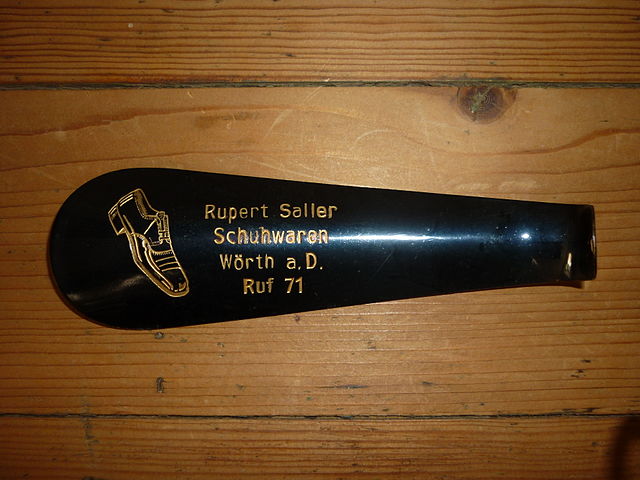 Rupert Saller
Schuhwaren
Wörth a.D.
Ruf 71